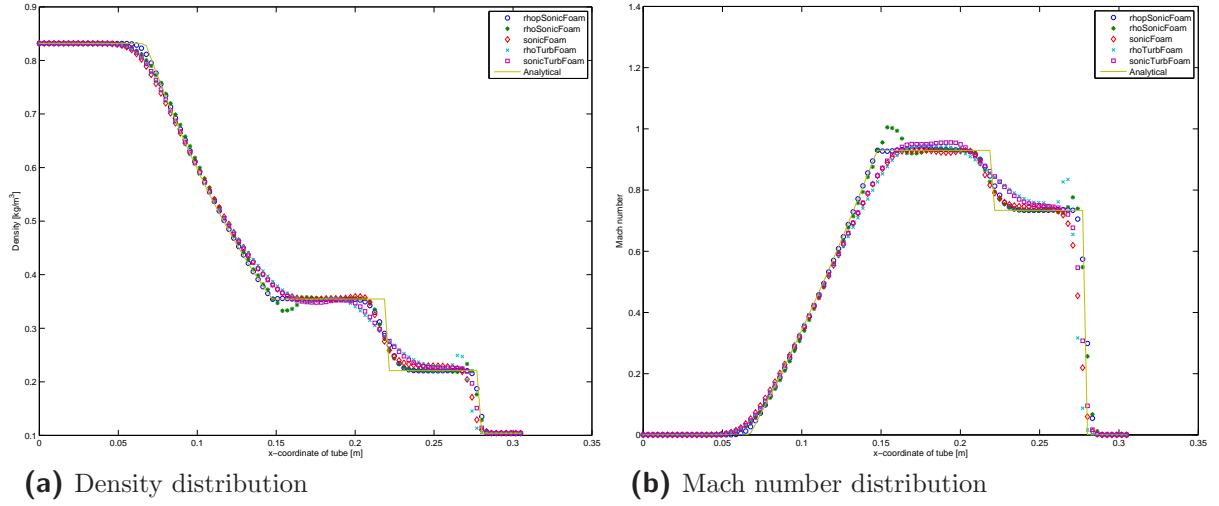 rhopSonicFoam
rhoSonicFoam
sonicFoam
rhoTurbFoam
sonicTurbFoam
Analytical
0.9
0.8
0.7
0.6
0.5
0.4
0.3
0.2
0.1
Density [kg/m³]
0
0.05
0.1
0.15
0.2
0.25
0.3
0.35
x−coordinate of tube [m]
(a) Density distribution
rhopSonicFoam
rhoSonicFoam
sonicFoam
rhoTurbFoam
sonicTurbFoam
Analytical
1.4
1.2
1
0.8
0.6
0.4
0.2
0
Mach number
0
0.05
0.1
0.15
0.2
0.25
0.3
0.35
x−coordinate of tube [m]
(b) Mach number distribution